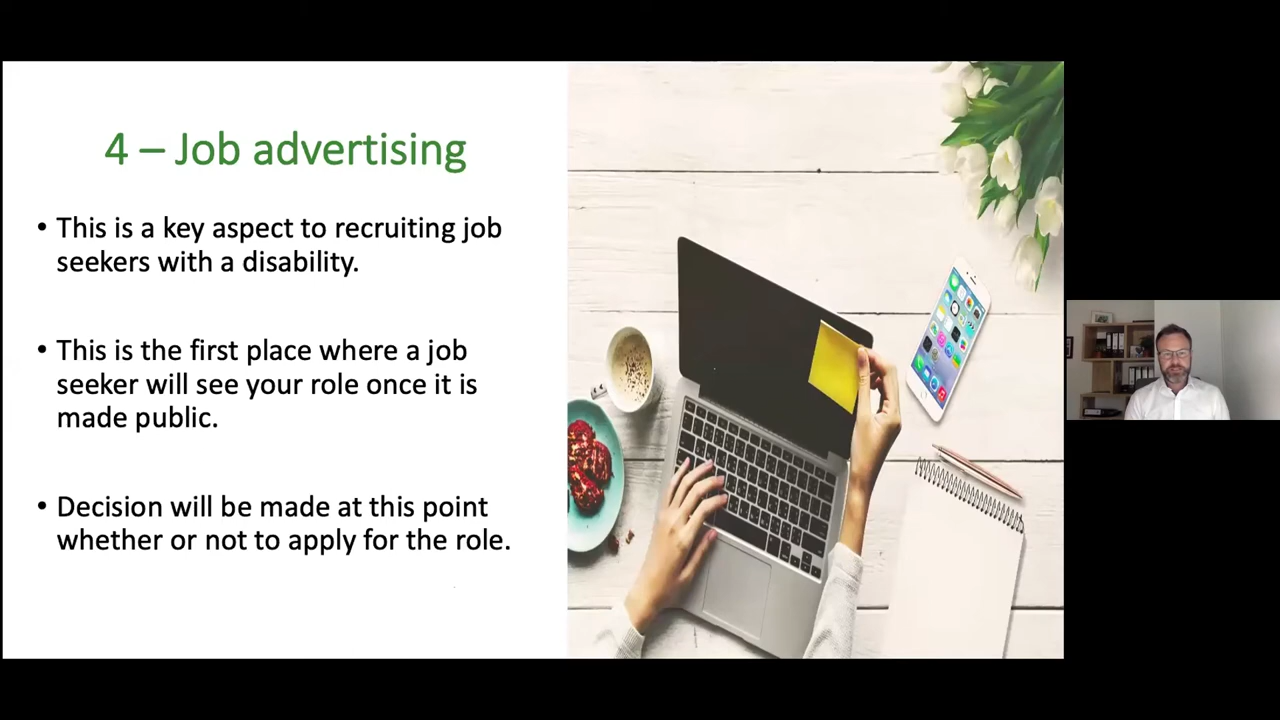 4 – Job advertising
• This is a key aspect to recruiting job
seekers with a disability.
• This is the first place where a job
seeker will see your role once it is
made public.
• Decision will be made at this point
whether or not to apply for the role.